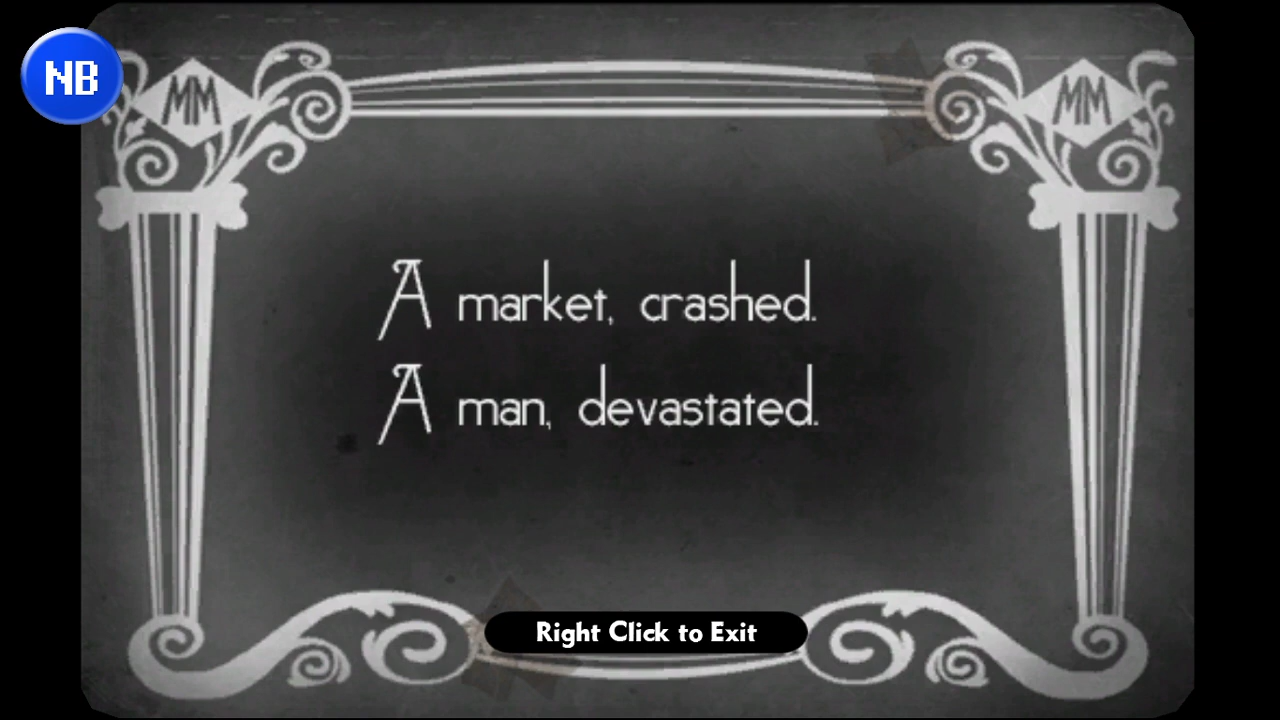 NB
MM
MM
A market, crashed.
A man, devastated.
Right Click to Exit